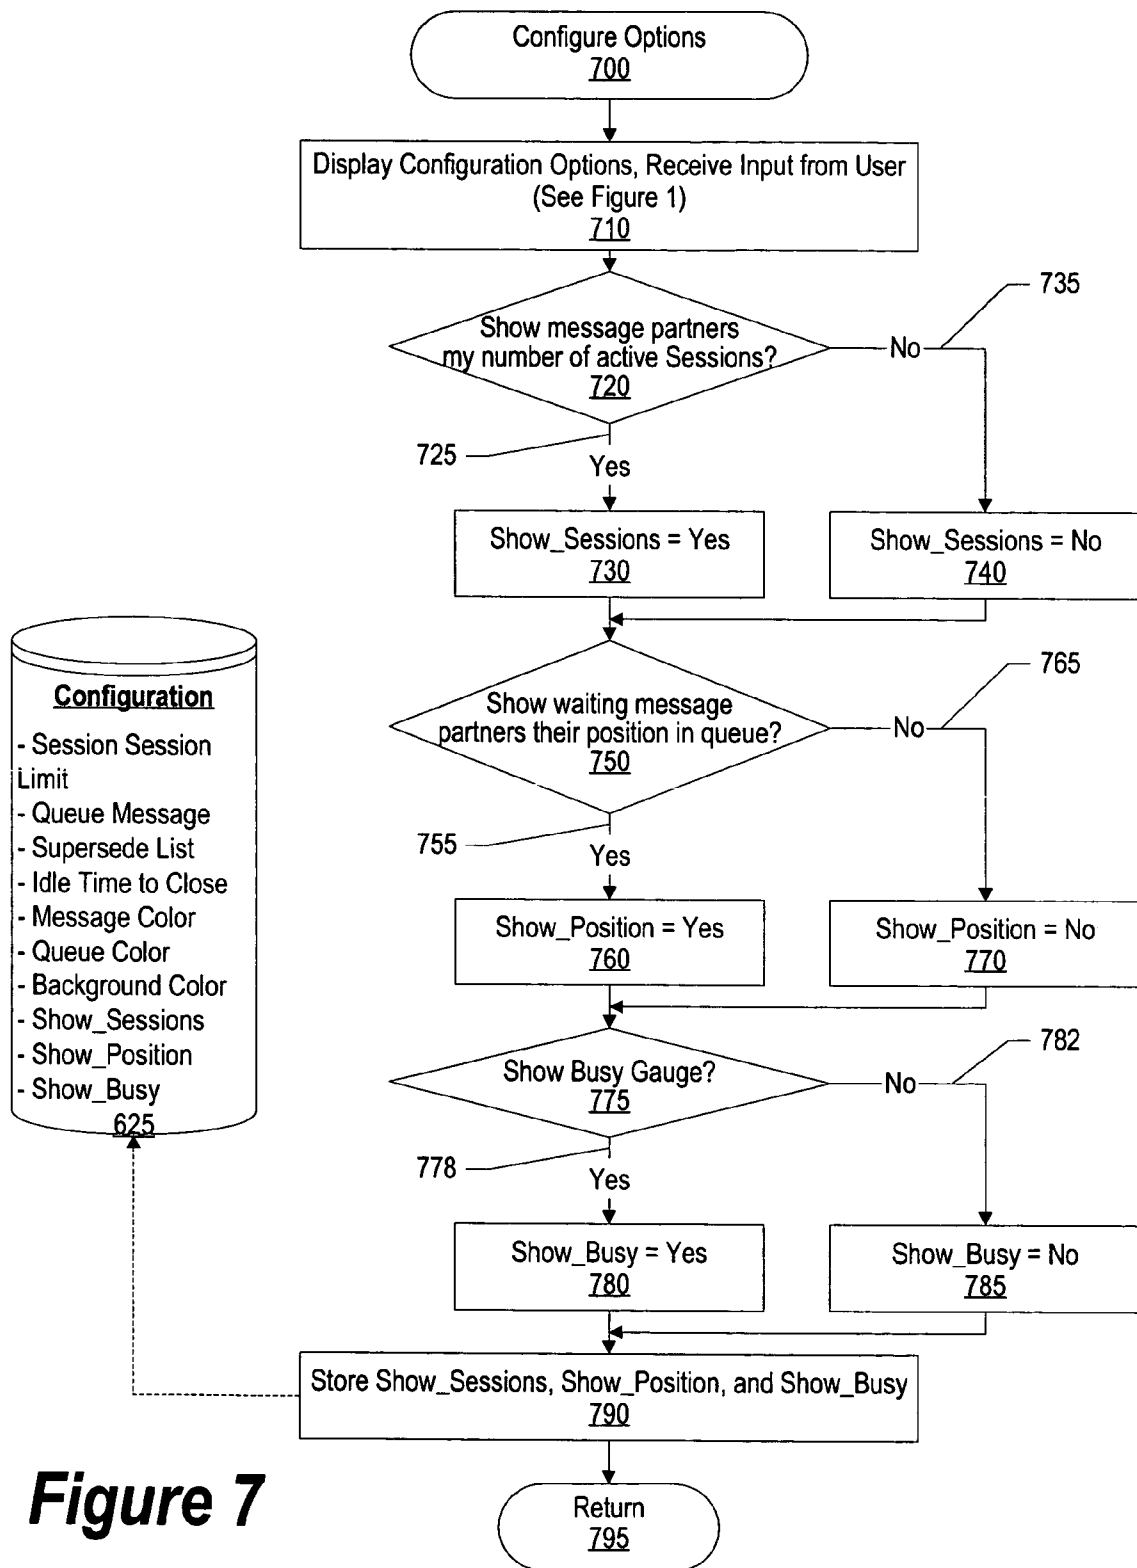 Configure Options
700
Display Configuration Options, Receive Input from User
(See Figure 1)
710
735
Show message partners
my number of active Sessions?
720
No
725
Yes
Show_Sessions = Yes
730
Show_Sessions = No
740
Configuration
- Session Session
Limit
- Queue Message
- Supersede List
- Idle Time to Close
- Message Color
- Queue Color
- Background Color
- Show_Sessions
- Show_Position
- Show_Busy
625
765
Show waiting message
partners their position in queue?
750
No
755
Yes
Show_Position = Yes
760
Show_Position = No
770
782
Show Busy Gauge?
775
No
778
Yes
Show_Busy = Yes
780
Show_Busy = No
785
Store Show_Sessions, Show_Position, and Show_Busy
790
Return
795
Figure 7